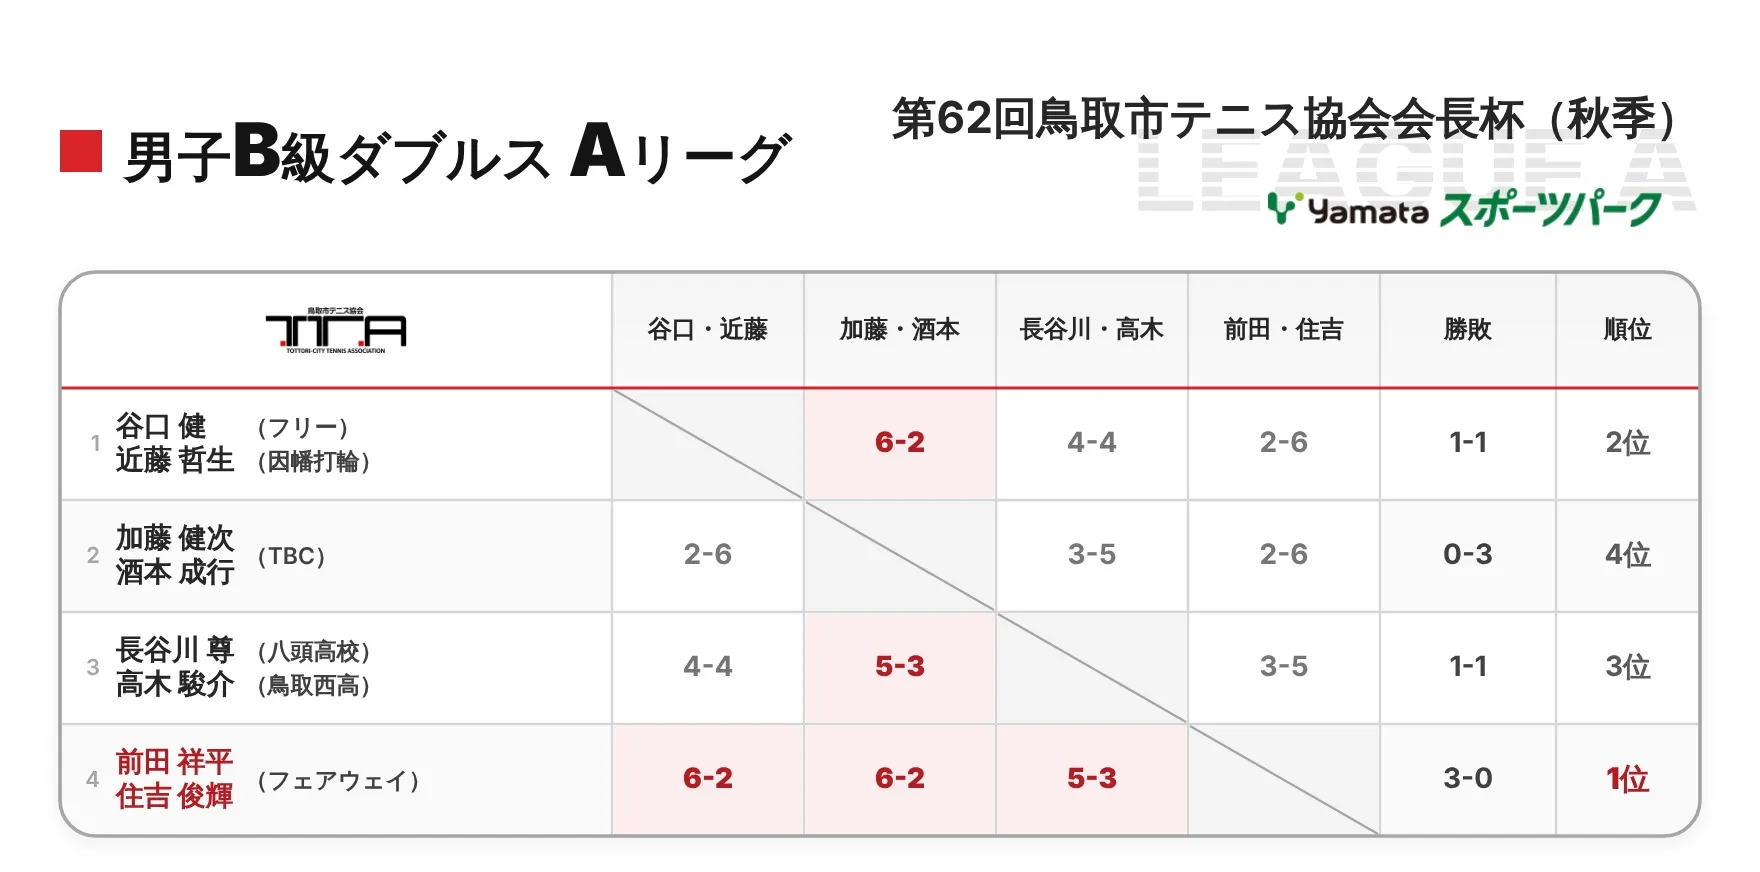 男子B級ダブルス Aリーグ
第62回鳥取市テニス協会会長杯（秋季）
LEAGUE A
Yamata スポーツパーク
鳥取市テニス協会
TTA
TOTTORI-CITY TENNIS ASSOCIATION
谷口・近藤 加藤・酒本 長谷川・高木 前田・住吉 勝敗 順位
1 谷口 健 （フリー） 6-2 4-4 2-6 1-1 2位
近藤 哲生 （因幡打輪）
2 加藤 健次 （TBC） 2-6 3-5 2-6 0-3 4位
酒本 成行
3 長谷川 尊 （八頭高校） 4-4 5-3 3-5 1-1 3位
高木 駿介 （鳥取西高）
4 前田 祥平 （フェアウェイ） 6-2 6-2 5-3 3-0 1位
住吉 俊輝